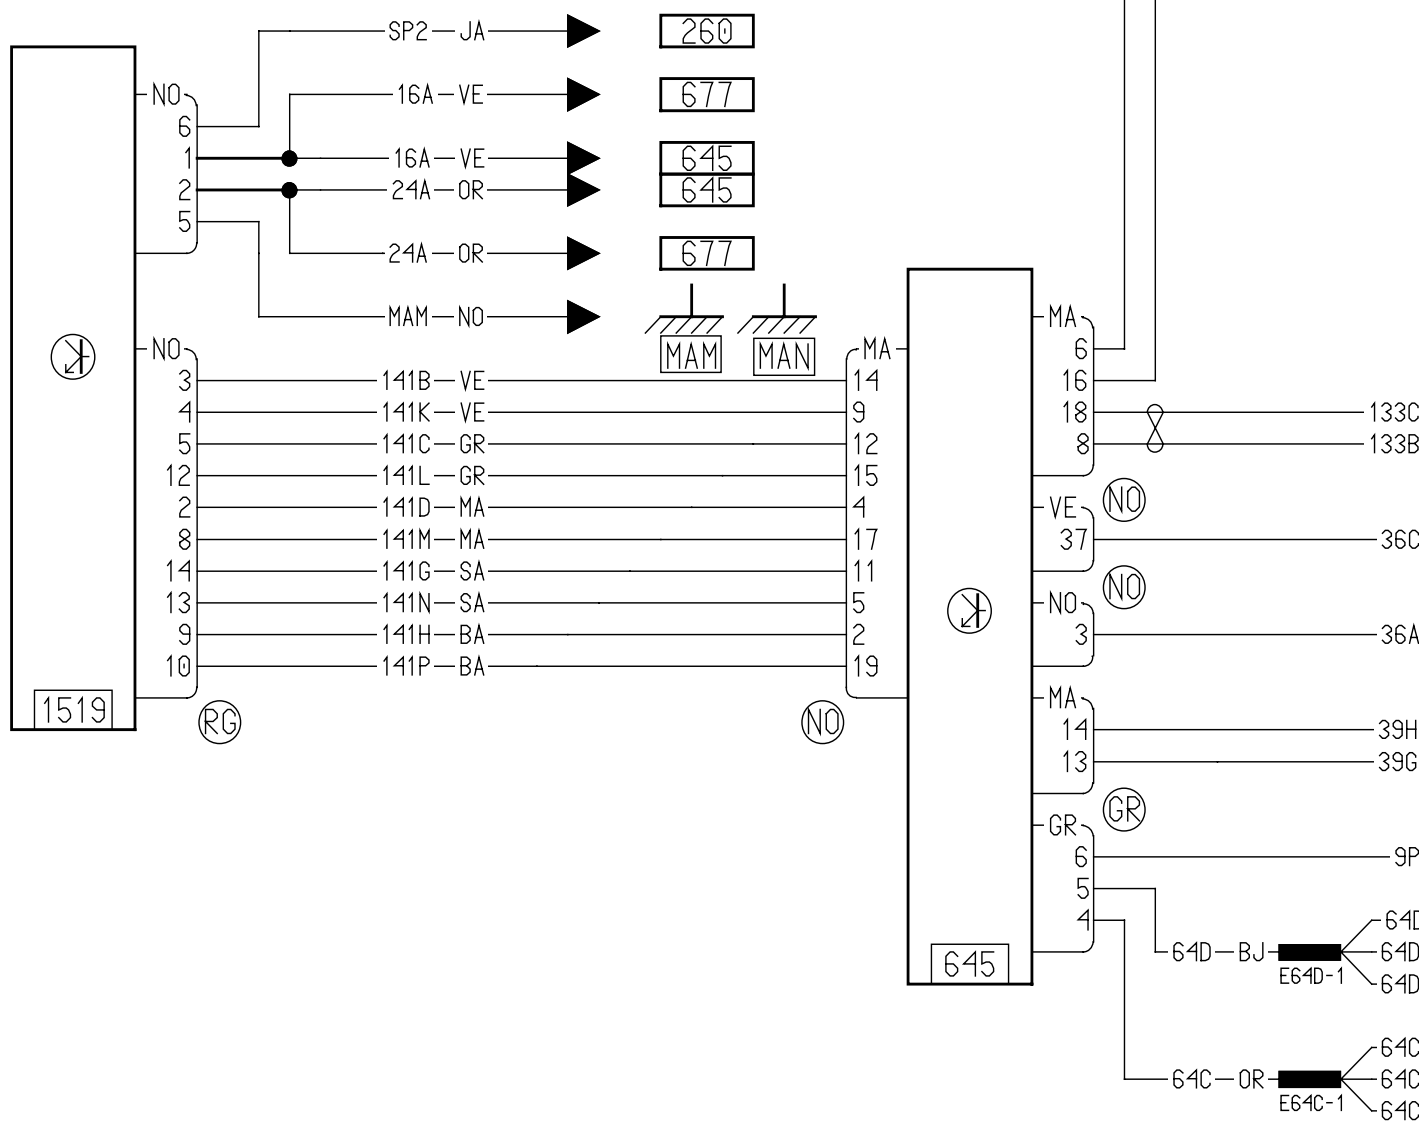 SP2 JA 260
NO 16A VE 677
6
1 16A VE 645
2 24A OR 645
5
24A OR 677
MAM NO
MAM MAN
NO
MA
3 141B VE 14
4 141K VE 9
5 141C GR 12
12 141L GR 15
2 141D MA 4
8 141M MA 17
14 141G SA 11
13 141N SA 5
9 141H BA 2
10 141P BA 19
1519
RG
NO
MA
6
16
18 133C
8 133B
NO
VE
37 36C
NO
NO
3 36A
MA
14 39H
13 39G
GR
GR
6 9P
5
4
64D
64D BJ 64D
E64D-1
64D
645
64C
64C OR 64C
E64C-1
64C